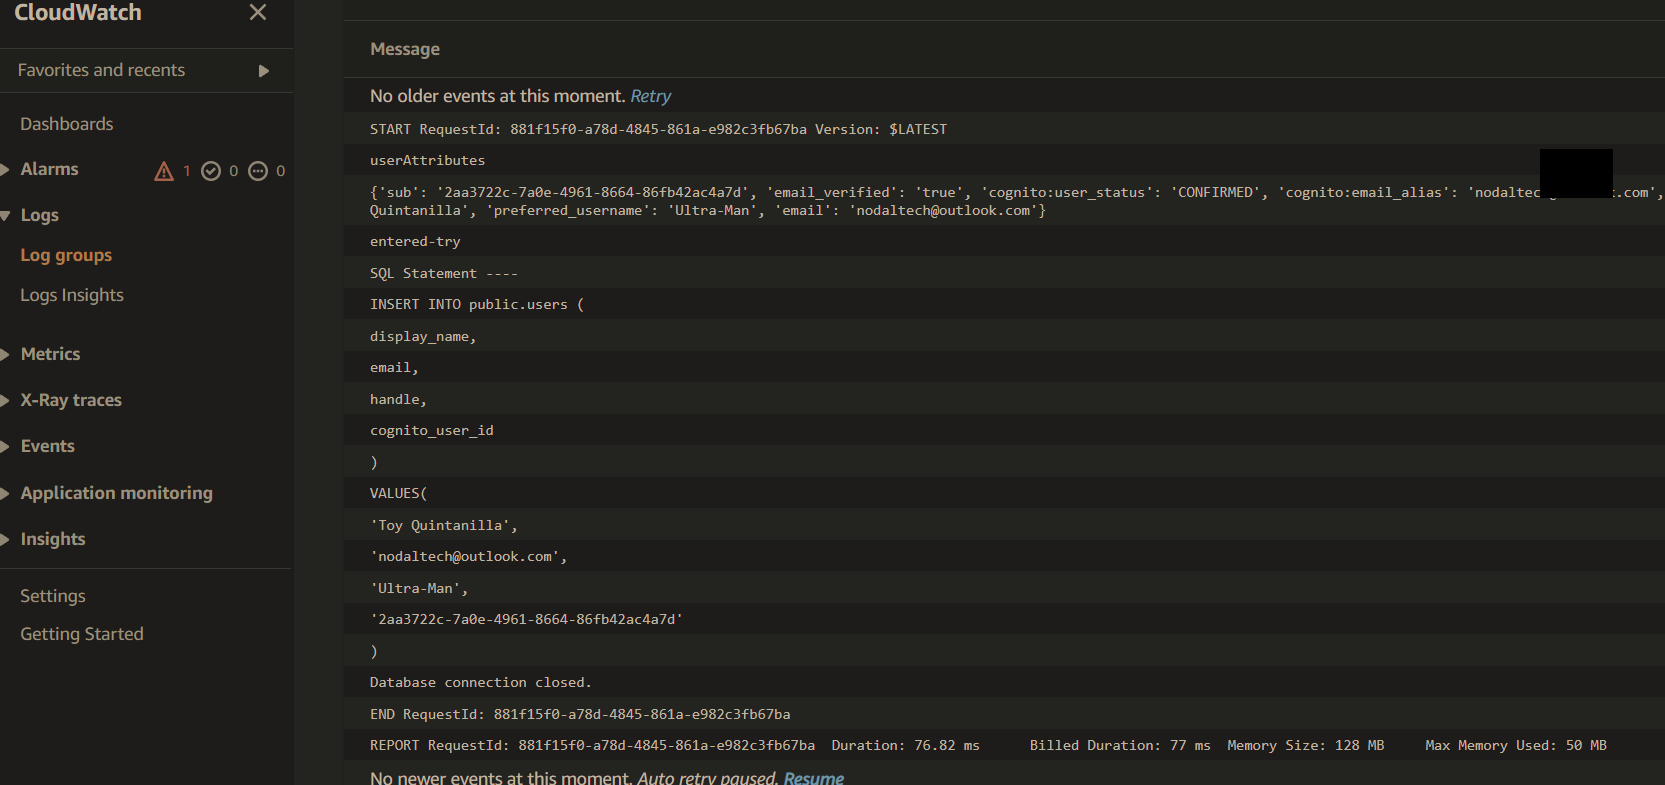 CloudWatch
Favorites and recents
Dashboards
Alarms 1 0 0
Logs
Log groups
Logs Insights
Metrics
X-Ray traces
Events
Application monitoring
Insights
Settings
Getting Started
Message
No older events at this moment. Retry
START RequestId: 881f15f0-a78d-4845-861a-e982c3fb67ba Version: $LATEST
userAttributes
{'sub': '2aa3722c-7a0e-4961-8664-86fb42ac4a7d', 'email_verified': 'true', 'cognito:user_status': 'CONFIRMED', 'cognito:email_alias': 'nodaltec .com',
Quintanilla', 'preferred_username': 'Ultra-Man', 'email': 'nodaltech@outlook.com'}
entered-try
SQL Statement ----
INSERT INTO public.users (
display_name,
email,
handle,
cognito_user_id
)
VALUES(
'Toy Quintanilla',
'nodaltech@outlook.com',
'Ultra-Man',
'2aa3722c-7a0e-4961-8664-86fb42ac4a7d'
)
Database connection closed.
END RequestId: 881f15f0-a78d-4845-861a-e982c3fb67ba
REPORT RequestId: 881f15f0-a78d-4845-861a-e982c3fb67ba Duration: 76.82 ms Billed Duration: 77 ms Memory Size: 128 MB Max Memory Used: 50 MB
No newer events at this moment. Auto retry paused. Resume